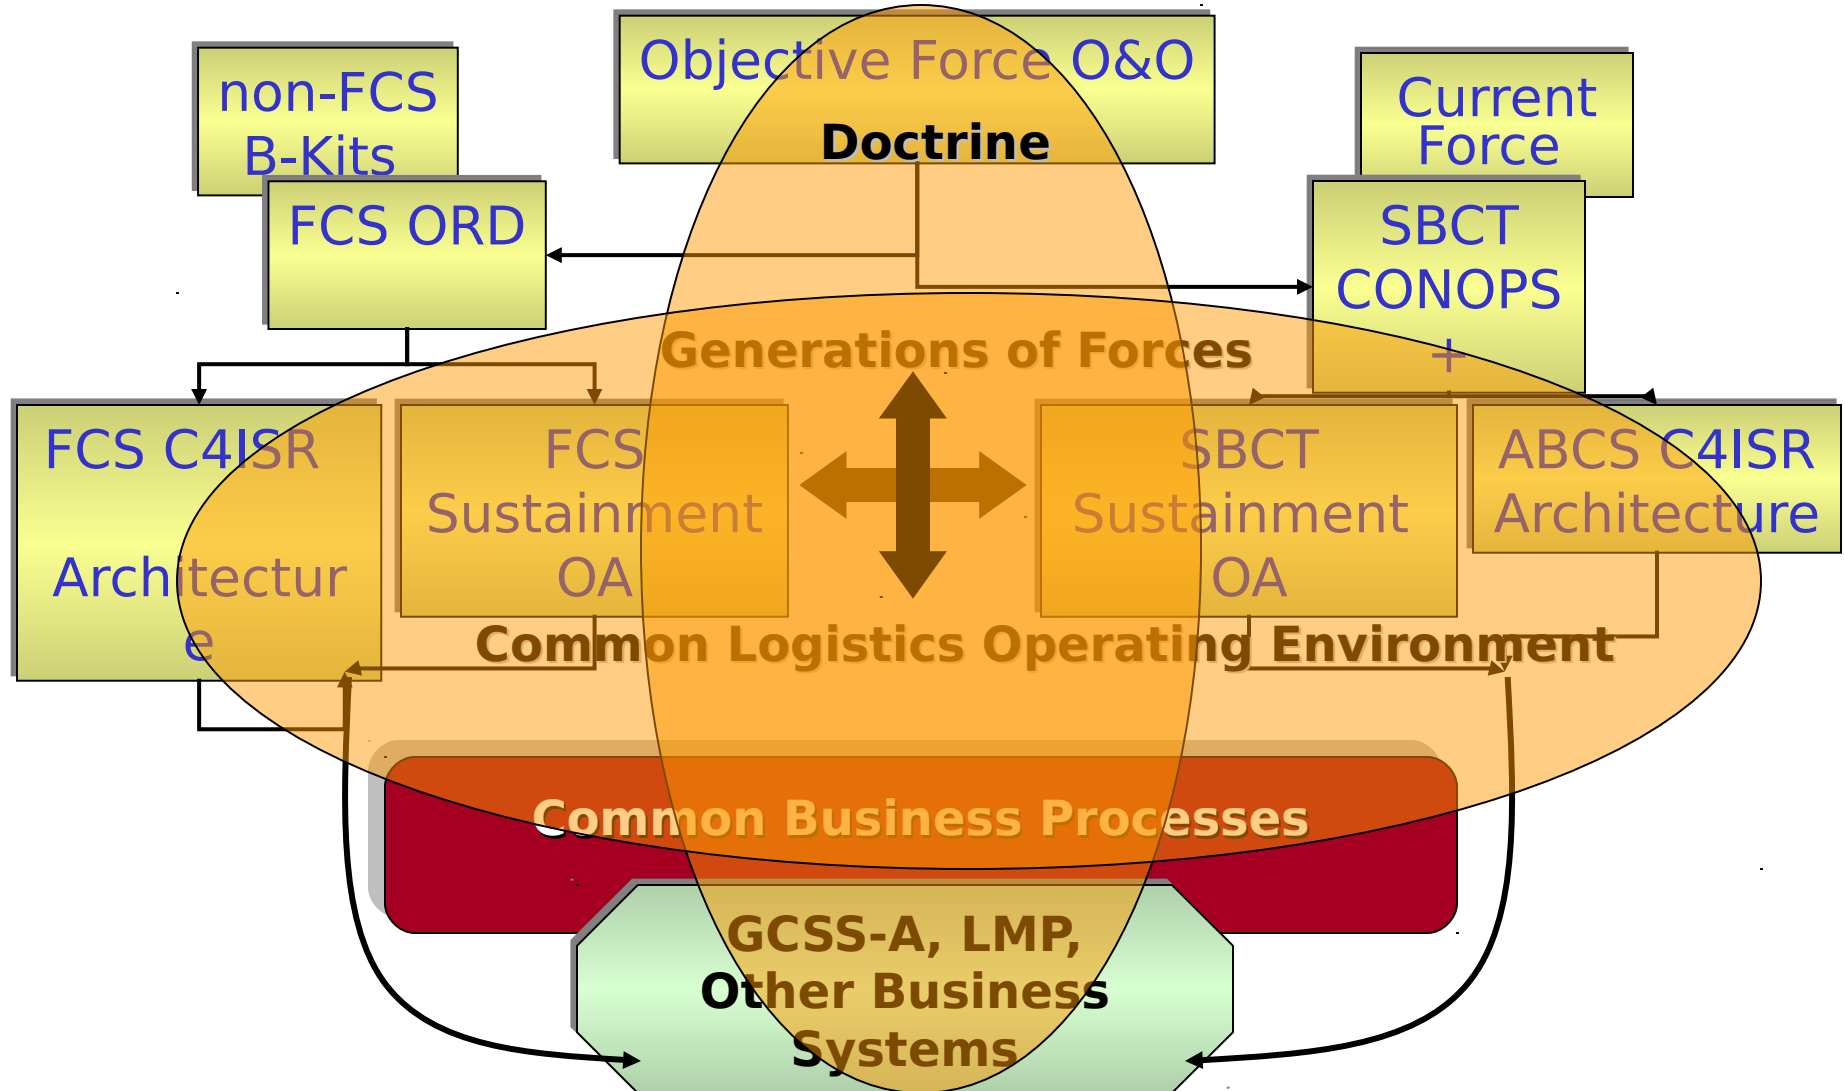 Objective Force O&O
Doctrine
non-FCS
B-Kits
Current
Force
FCS ORD
SBCT
CONOPS
+
Generations of Forces
FCS C4ISR
Architectur
e
FCS
Sustainment
OA
SBCT
Sustainment
OA
ABCS C4ISR
Architecture
Common Logistics Operating Environment
Common Business Processes
GCSS-A, LMP,
Other Business
Systems